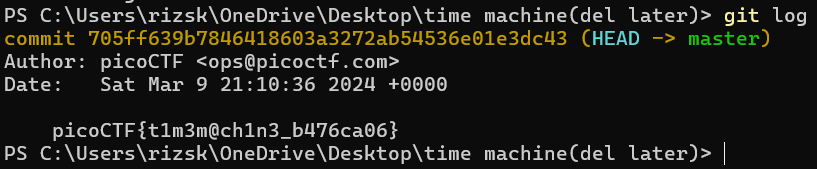 PS C:\Users\rizsk\OneDrive\Desktop\time machine(del later)> git log
commit 705ff639b7846418603a3272ab54536e01e3dc43 (HEAD -> master)
Author: picoCTF <ops@picoctf.com>
Date:   Sat Mar 9 21:10:36 2024 +0000
    picoCTF{t1m3m@ch1n3_b476ca06}
PS C:\Users\rizsk\OneDrive\Desktop\time machine(del later)>